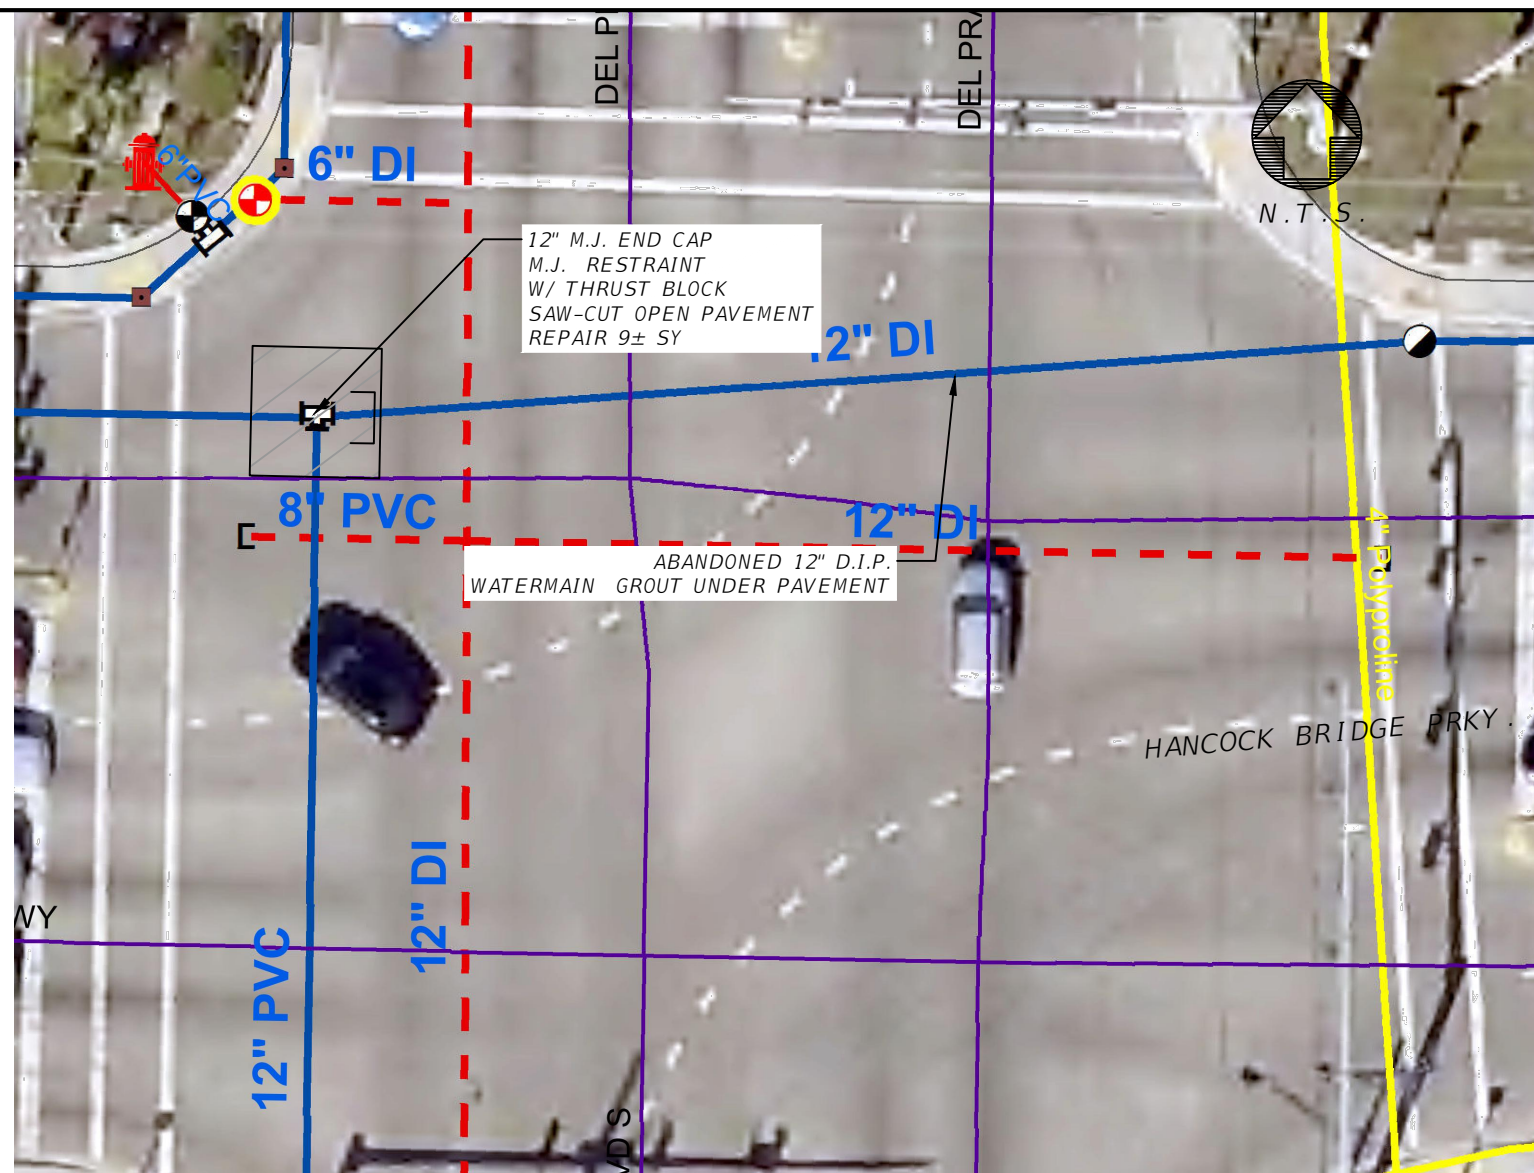 DEL P
DEL PRA
6" DI
6"PVC
N.T.S.
12" M.J. END CAP
M.J. RESTRAINT
W/ THRUST BLOCK
SAW-CUT OPEN PAVEMENT
REPAIR 9± SY
12" DI
8" PVC
12" DI
ABANDONED 12" D.I.P.
WATERMAIN GROUT UNDER PAVEMENT
4" Polyproline
HANCOCK BRIDGE PRKY.
12" DI
WY
12" PVC
VD S